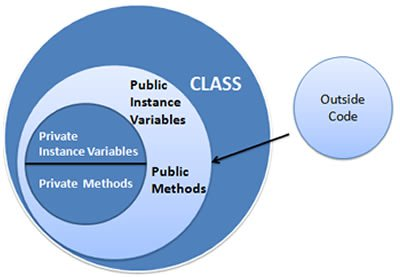 Public
Instance
Variables
CLASS
Private
Instance Variables
Private Methods
Public
Methods
Outside
Code